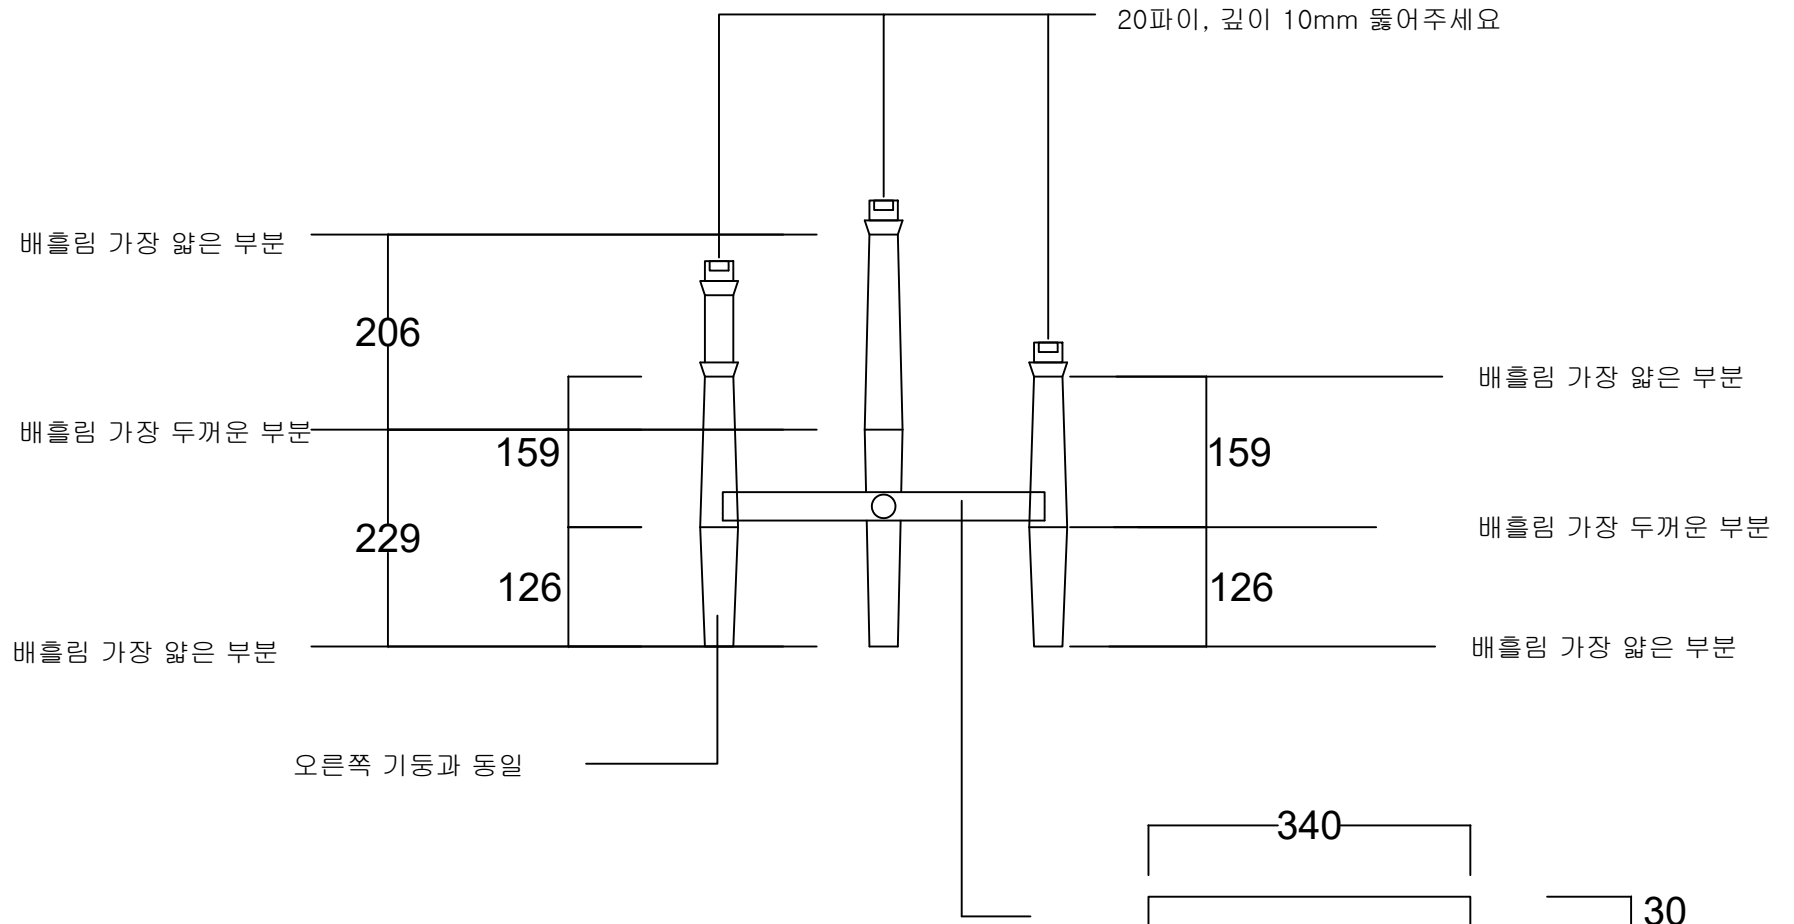 20파이, 깊이 10mm 뚫어주세요
배흘림 가장 얇은 부분
206
배흘림 가장 얇은 부분
배흘림 가장 두꺼운 부분
159
159
배흘림 가장 두꺼운 부분
229
126
126
배흘림 가장 얇은 부분
배흘림 가장 얇은 부분
오른쪽 기둥과 동일
340
30